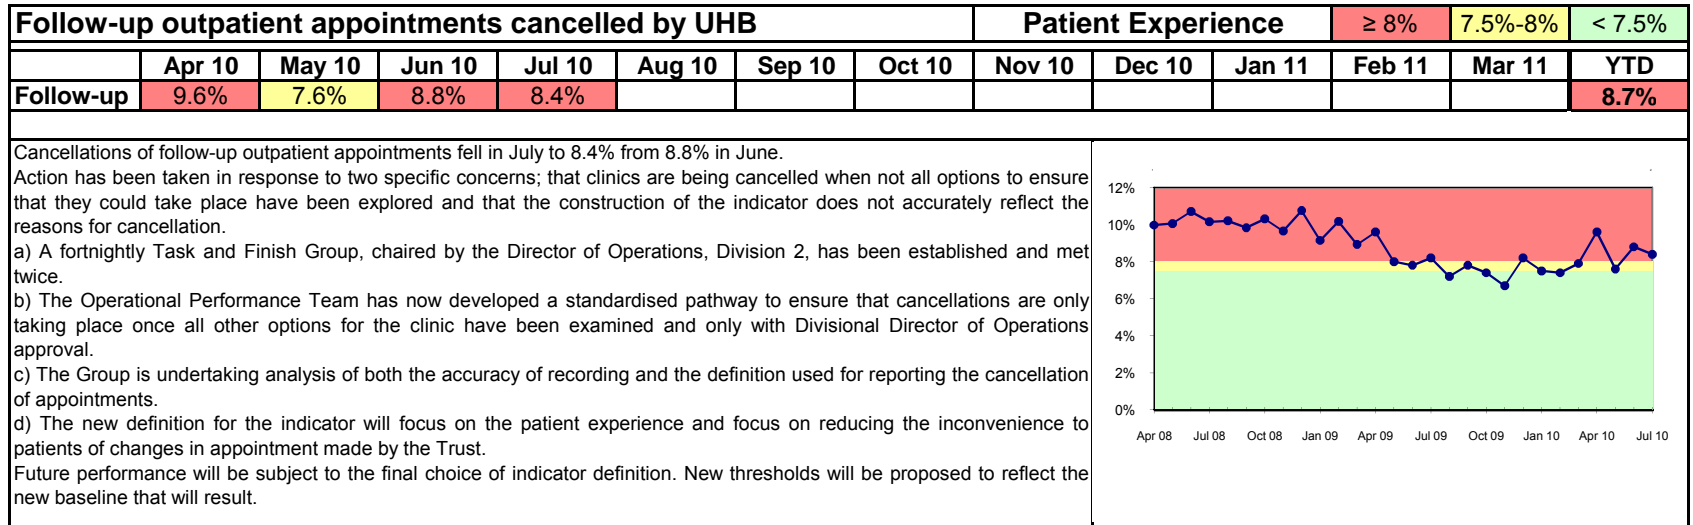 Follow-up outpatient appointments cancelled by UHB Patient Experience ≥ 8% 7.5%-8% < 7.5%
Apr 10 May 10 Jun 10 Jul 10 Aug 10 Sep 10 Oct 10 Nov 10 Dec 10 Jan 11 Feb 11 Mar 11 YTD
Follow-up 9.6% 7.6% 8.8% 8.4% 8.7%
Cancellations of follow-up outpatient appointments fell in July to 8.4% from 8.8% in June.
Action has been taken in response to two specific concerns; that clinics are being cancelled when not all options to ensure
that they could take place have been explored and that the construction of the indicator does not accurately reflect the
reasons for cancellation.
a) A fortnightly Task and Finish Group, chaired by the Director of Operations, Division 2, has been established and met
twice.
b) The Operational Performance Team has now developed a standardised pathway to ensure that cancellations are only
taking place once all other options for the clinic have been examined and only with Divisional Director of Operations
approval.
c) The Group is undertaking analysis of both the accuracy of recording and the definition used for reporting the cancellation
of appointments.
d) The new definition for the indicator will focus on the patient experience and focus on reducing the inconvenience to
patients of changes in appointment made by the Trust.
Future performance will be subject to the final choice of indicator definition. New thresholds will be proposed to reflect the
new baseline that will result.
12%
10%
8%
6%
4%
2%
0%
Apr 08 Jul 08 Oct 08 Jan 09 Apr 09 Jul 09 Oct 09 Jan 10 Apr 10 Jul 10